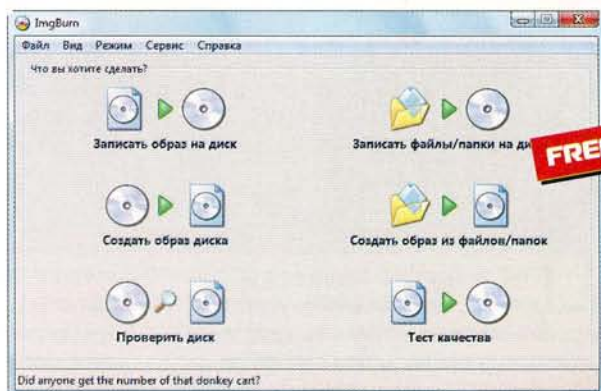 ImgBurn
Файл Вид Режим Сервис Справка
Что вы хотите сделать?
Записать образ на диск
Записать файлы/папки на ди
FREE
Создать образ диска
Создать образ из файлов/папок
Проверить диск
Тест качества
Did anyone get the number of that donkey cart?